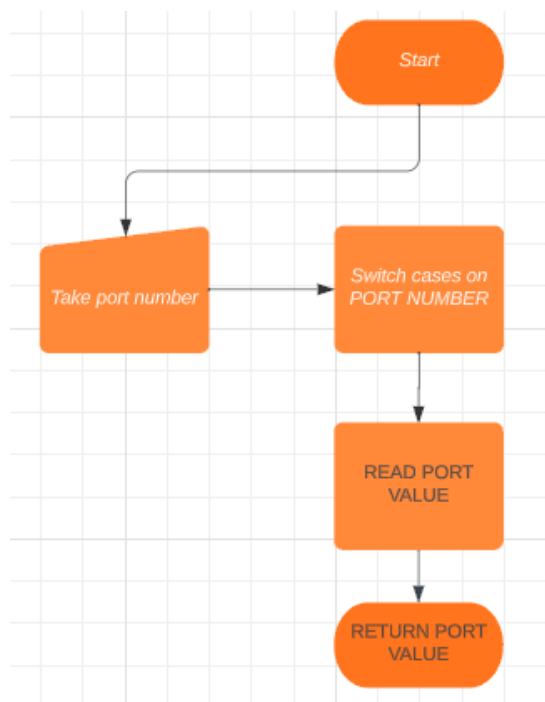 Start
Take port number
Switch cases on
PORT NUMBER
READ PORT
VALUE
RETURN PORT
VALUE